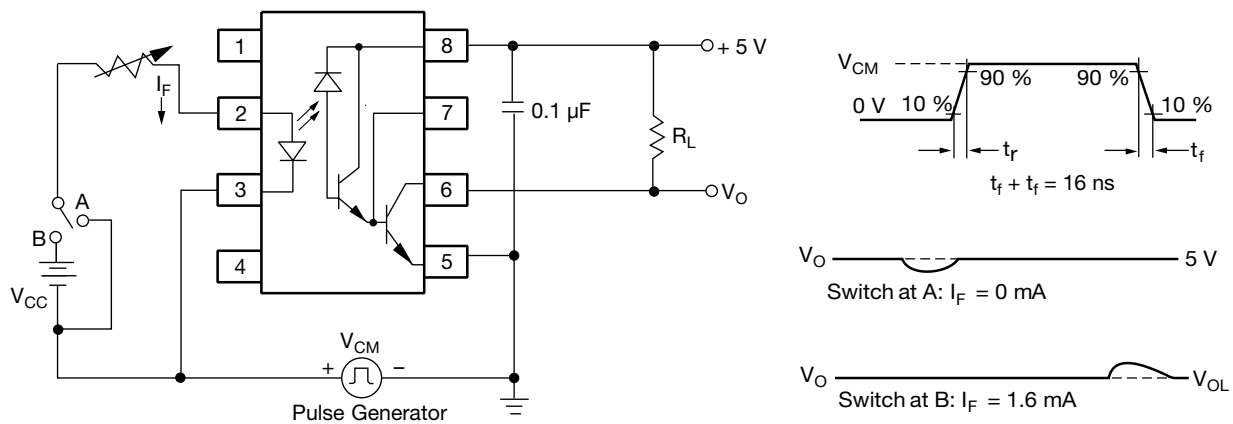 1
2
3
4
8
7
6
5
I_F
A
B
V_CC
+ 5 V
0.1 µF
R_L
V_O
V_CM
+
−
Pulse Generator
V_CM
90 %
90 %
0 V
10 %
10 %
t_r
t_f
t_f + t_f = 16 ns
V_O
5 V
Switch at A: I_F = 0 mA
V_O
V_OL
Switch at B: I_F = 1.6 mA